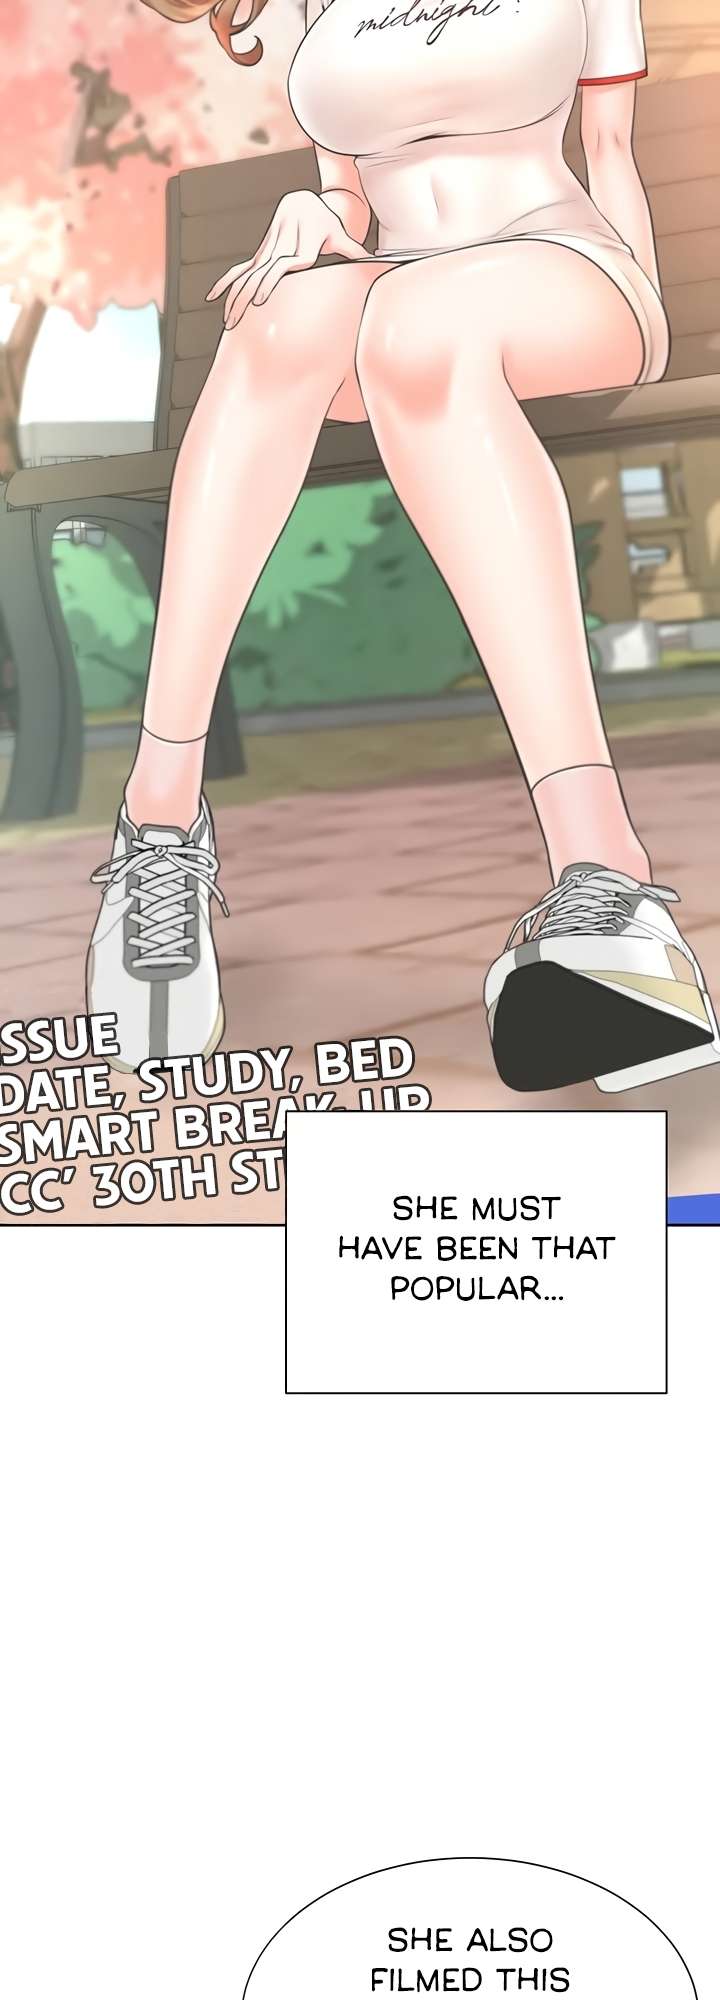 midnight.
ISSUE
DATE, STUDY, BED
SMART BREAK-UP
CC' 30TH ST
SHE MUST
HAVE BEEN THAT
POPULAR...
SHE ALSO
FILMED THIS